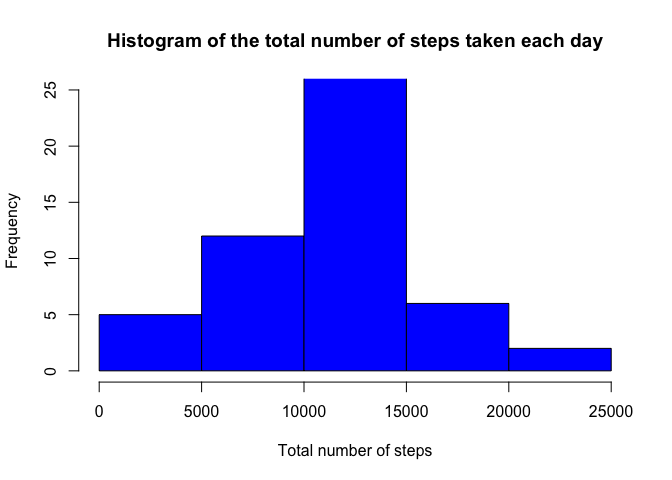 Histogram of the total number of steps taken each day
Frequency
25
20
15
10
5
0
0 5000 10000 15000 20000 25000
Total number of steps